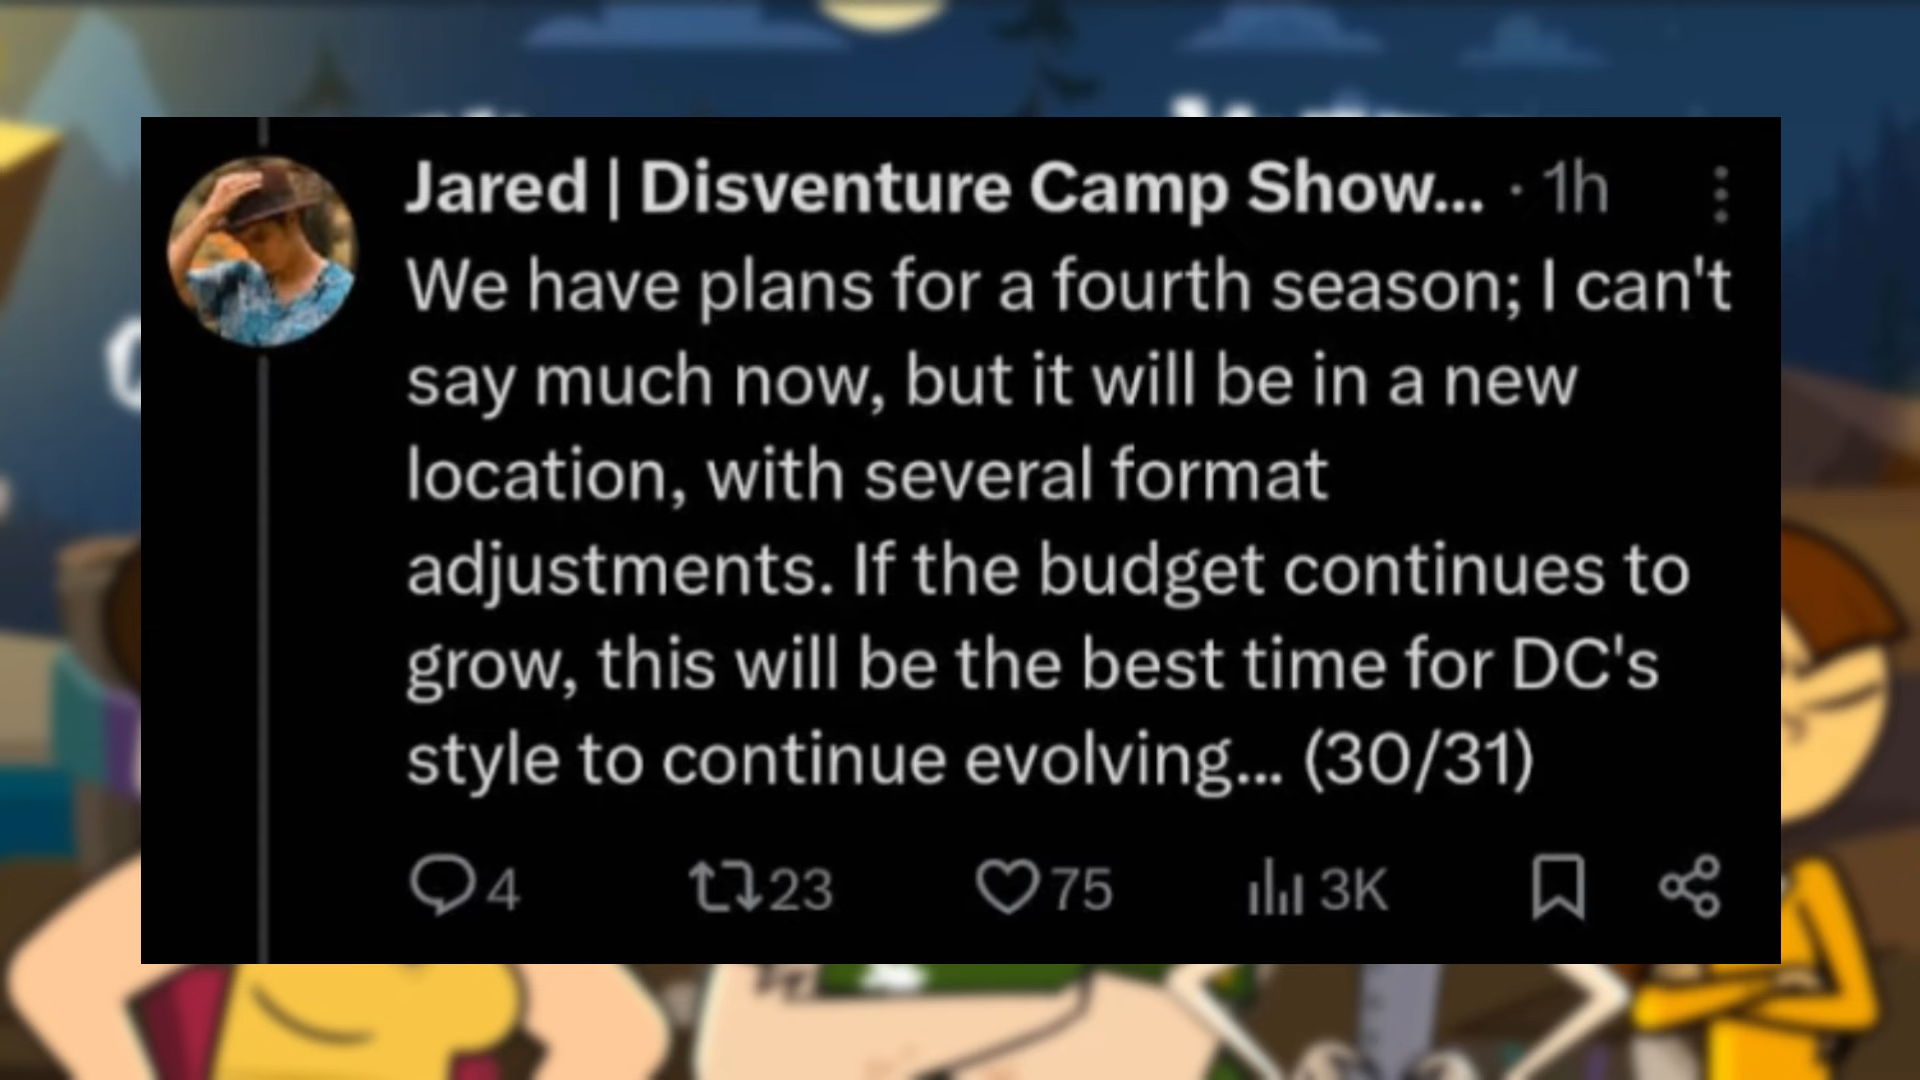 Jared | Disventure Camp Show... · 1h
We have plans for a fourth season; I can't
say much now, but it will be in a new
location, with several format
adjustments. If the budget continues to
grow, this will be the best time for DC's
style to continue evolving... (30/31)
4 23 75 3K